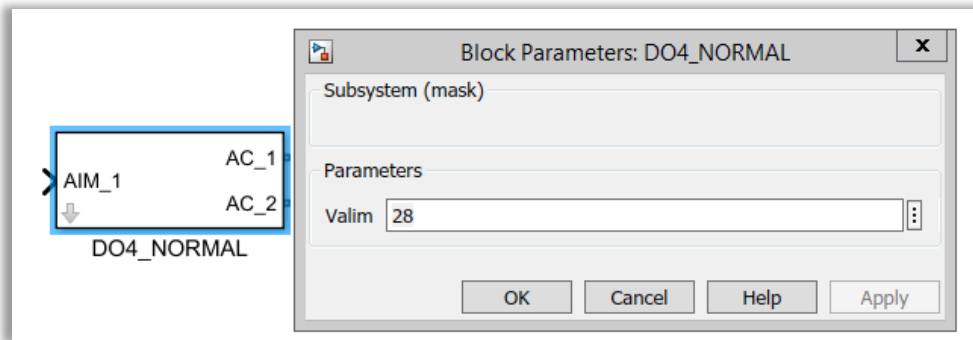 Block Parameters: DO4_NORMAL
x
Subsystem (mask)
AIM_1
AC_1
AC_2
DO4_NORMAL
Parameters
Valim 28
OK Cancel Help Apply